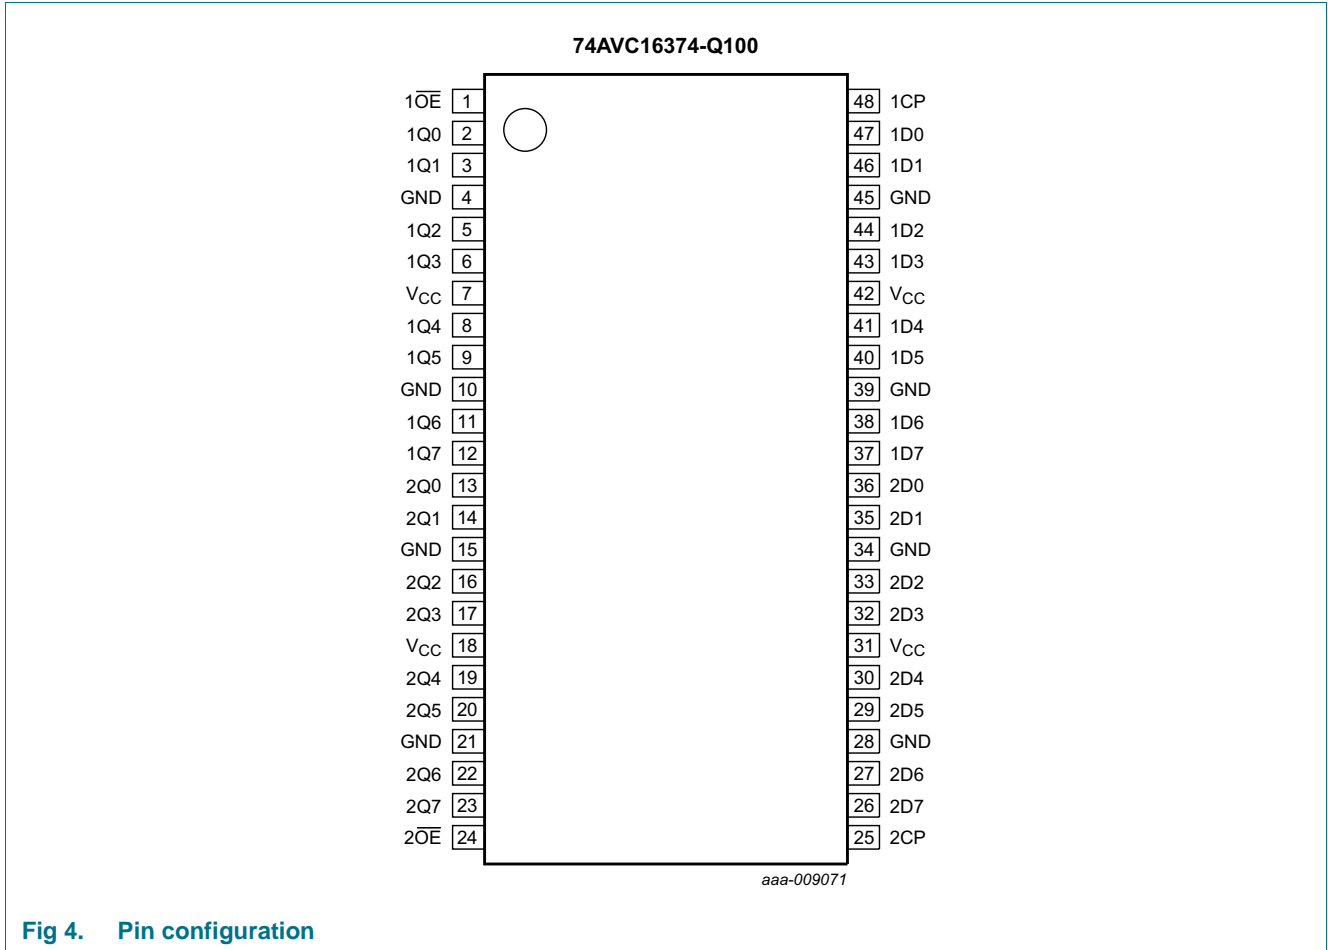 74AVC16374-Q100
1O̅E̅ 1 48 1CP
1Q0 2 47 1D0
1Q1 3 46 1D1
GND 4 45 GND
1Q2 5 44 1D2
1Q3 6 43 1D3
VCC 7 42 VCC
1Q4 8 41 1D4
1Q5 9 40 1D5
GND 10 39 GND
1Q6 11 38 1D6
1Q7 12 37 1D7
2Q0 13 36 2D0
2Q1 14 35 2D1
GND 15 34 GND
2Q2 16 33 2D2
2Q3 17 32 2D3
VCC 18 31 VCC
2Q4 19 30 2D4
2Q5 20 29 2D5
GND 21 28 GND
2Q6 22 27 2D6
2Q7 23 26 2D7
2O̅E̅ 24 25 2CP
aaa-009071
Fig 4. Pin configuration